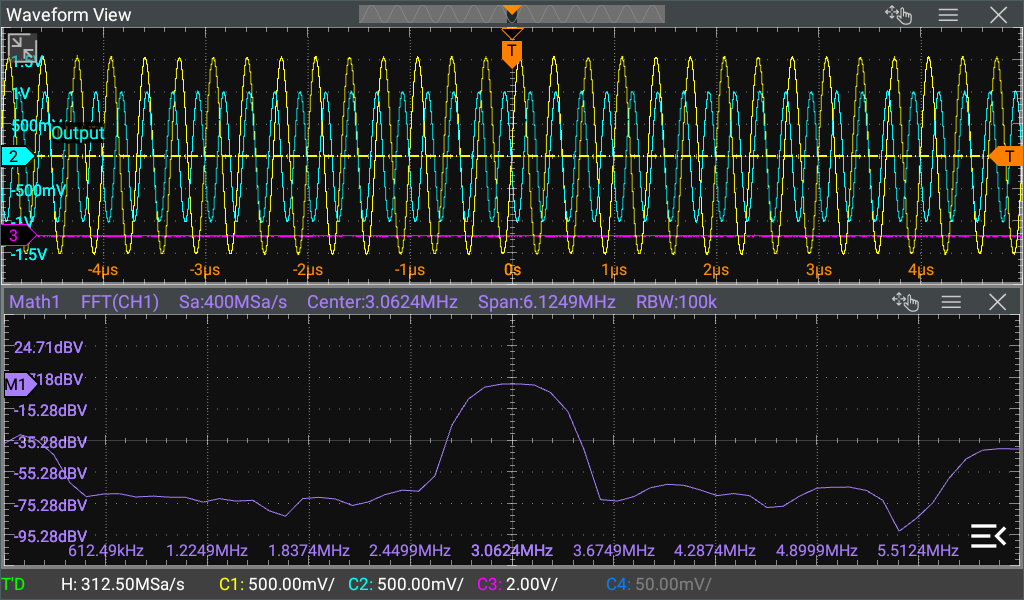 Waveform View
T
1.5V
1V
500mV
Output
2
T
-500mV
-1V
3
-1.5V
-4μs -3μs -2μs -1μs 0s 1μs 2μs 3μs 4μs
Math1 FFT(CH1) Sa:400MSa/s Center:3.0624MHz Span:6.1249MHz RBW:100k
24.71dBV
M1 718dBV
-15.28dBV
-35.28dBV
-55.28dBV
-75.28dBV
-95.28dBV
612.49kHz 1.2249MHz 1.8374MHz 2.4499MHz 3.0624MHz 3.6749MHz 4.2874MHz 4.8999MHz 5.5124MHz
T'D H: 312.50MSa/s C1: 500.00mV/ C2: 500.00mV/ C3: 2.00V/ C4: 50.00mV/